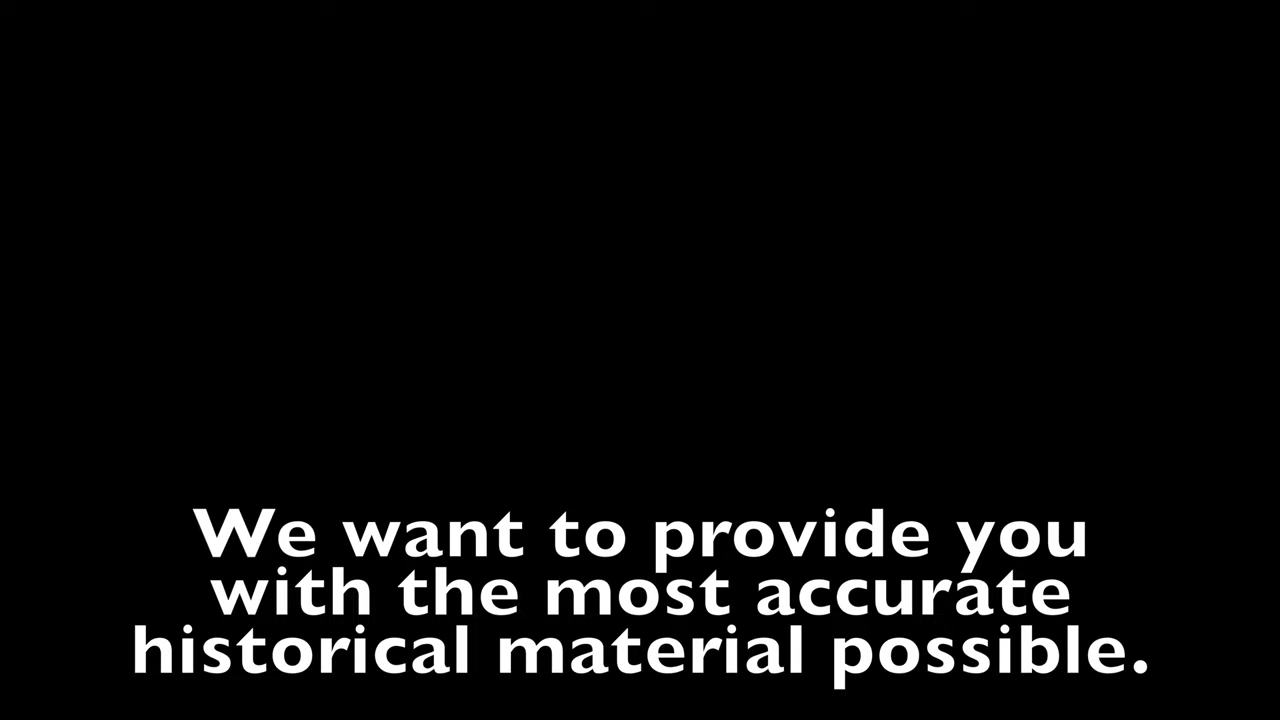 We want to provide you
with the most accurate
historical material possible.